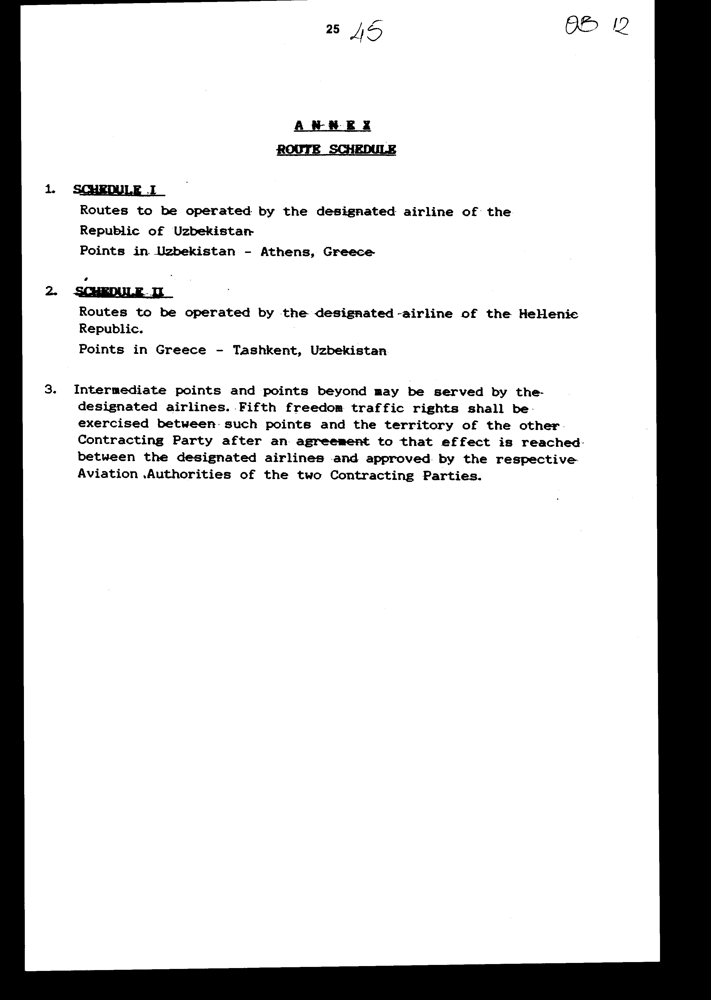 25 45
ΘΒ 12
A N N E X
ROUTE SCHEDULE
1. SCHEDULE I
Routes to be operated by the designated airline of the
Republic of Uzbekistan
Points in Uzbekistan - Athens, Greece
2. SCHEDULE II
Routes to be operated by the designated airline of the Hellenic
Republic.
Points in Greece - Tashkent, Uzbekistan
3. Intermediate points and points beyond may be served by the
designated airlines. Fifth freedom traffic rights shall be
exercised between such points and the territory of the other
Contracting Party after an agreement to that effect is reached
between the designated airlines and approved by the respective
Aviation Authorities of the two Contracting Parties.